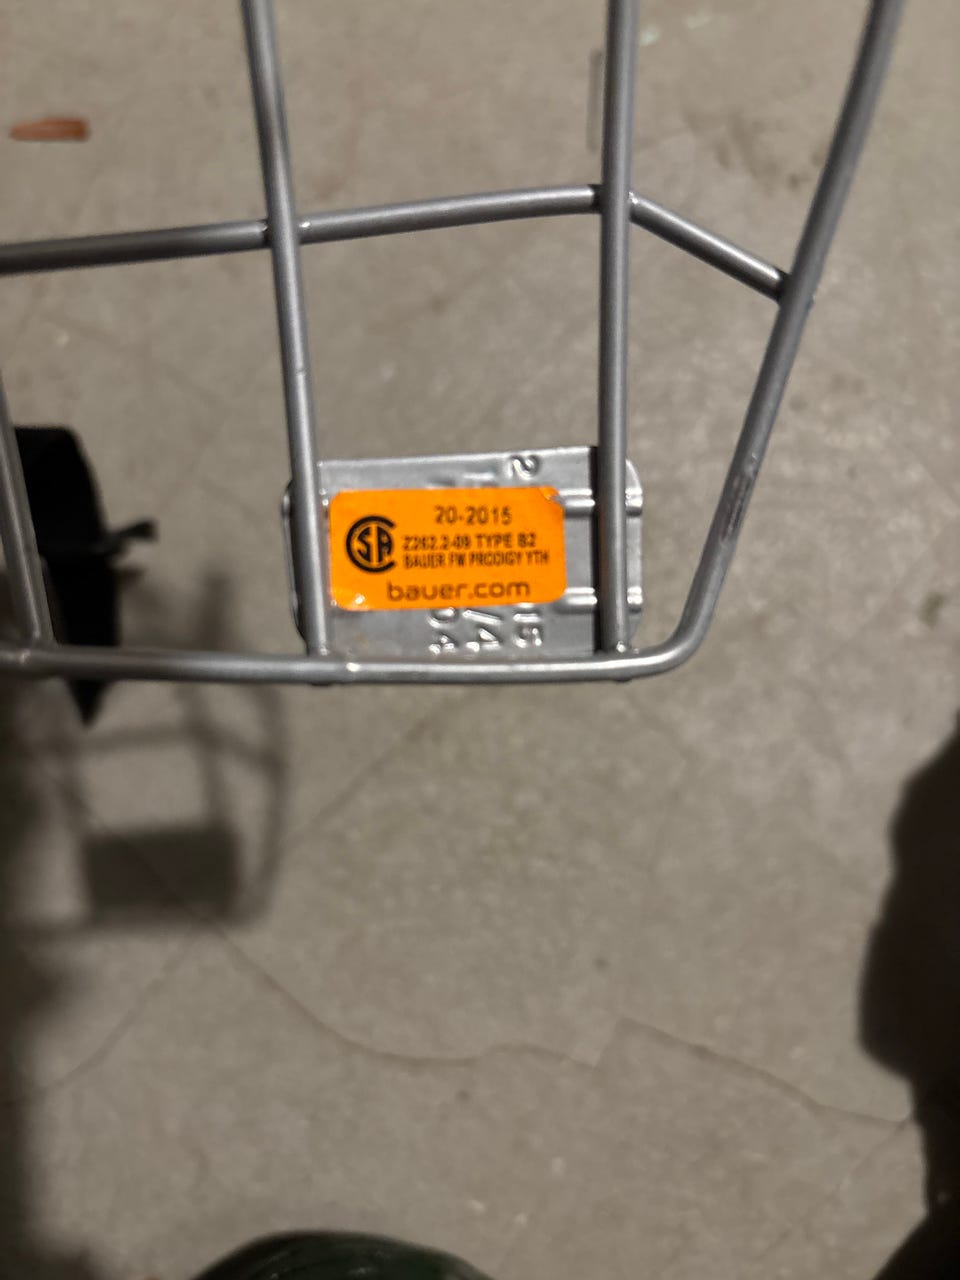 20-2015
CSA
Z262.2-09 TYPE B2
BAUER FM PRODIGY YTH
bauer.com